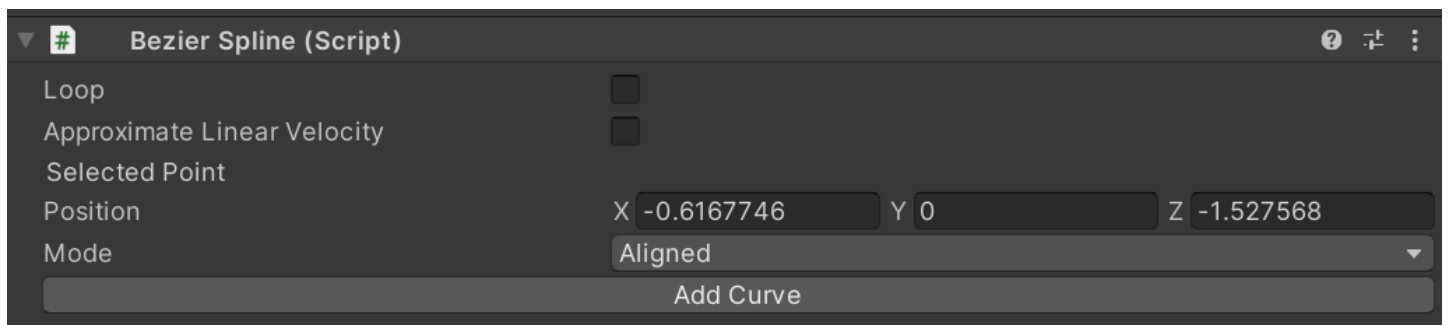 # Bezier Spline (Script)
Loop
Approximate Linear Velocity
Selected Point
Position X -0.6167746 Y 0 Z -1.527568
Mode Aligned
Add Curve